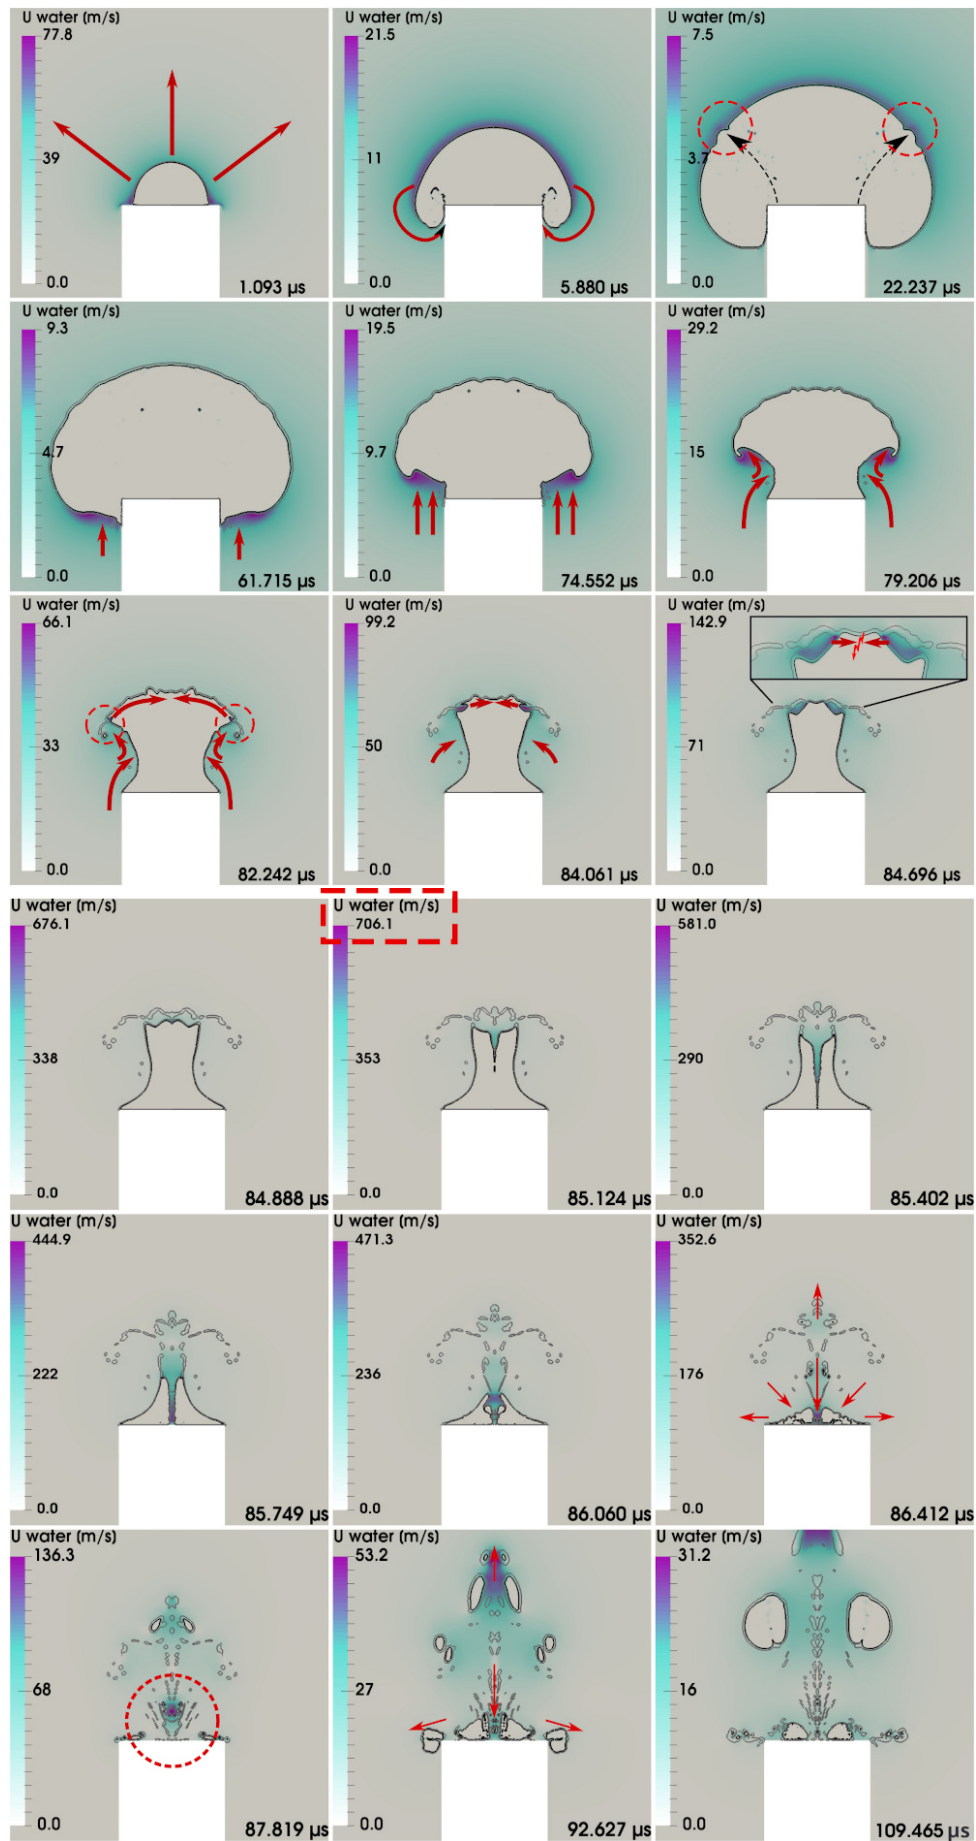 U water (m/s)
77.8
39
0.0
1.093 µs
U water (m/s)
21.5
11
0.0
5.880 µs
U water (m/s)
7.5
3.7
0.0
22.237 µs
U water (m/s)
9.3
4.7
0.0
61.715 µs
U water (m/s)
19.5
9.7
0.0
74.552 µs
U water (m/s)
29.2
15
0.0
79.206 µs
U water (m/s)
66.1
33
0.0
82.242 µs
U water (m/s)
99.2
50
0.0
84.061 µs
U water (m/s)
142.9
71
0.0
84.696 µs
U water (m/s)
676.1
338
0.0
84.888 µs
U water (m/s)
706.1
353
0.0
85.124 µs
U water (m/s)
581.0
290
0.0
85.402 µs
U water (m/s)
444.9
222
0.0
85.749 µs
U water (m/s)
471.3
236
0.0
86.060 µs
U water (m/s)
352.6
176
0.0
86.412 µs
U water (m/s)
136.3
68
0.0
87.819 µs
U water (m/s)
53.2
27
0.0
92.627 µs
U water (m/s)
31.2
16
0.0
109.465 µs